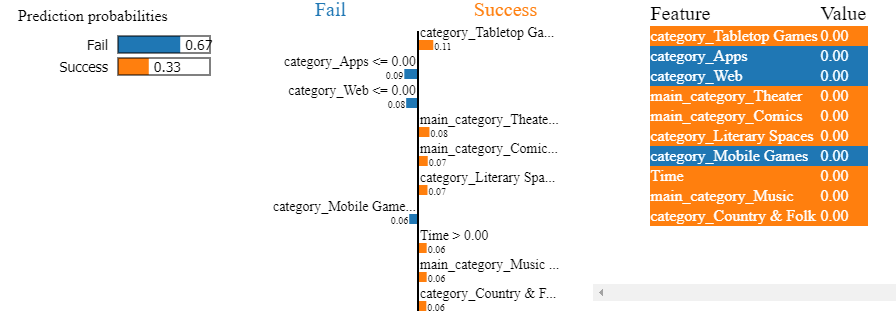 Prediction probabilities
Fail 0.67
Success 0.33
Fail Success
category_Tabletop Ga...
0.11
category_Apps <= 0.00
0.09
category_Web <= 0.00
0.08
main_category_Theate...
0.08
main_category_Comic...
0.07
category_Literary Spa...
0.07
category_Mobile Game...
0.06
Time > 0.00
0.06
main_category_Music ...
0.06
category_Country & F...
0.06
Feature Value
category_Tabletop Games 0.00
category_Apps 0.00
category_Web 0.00
main_category_Theater 0.00
main_category_Comics 0.00
category_Literary Spaces 0.00
category_Mobile Games 0.00
Time 0.00
main_category_Music 0.00
category_Country & Folk 0.00